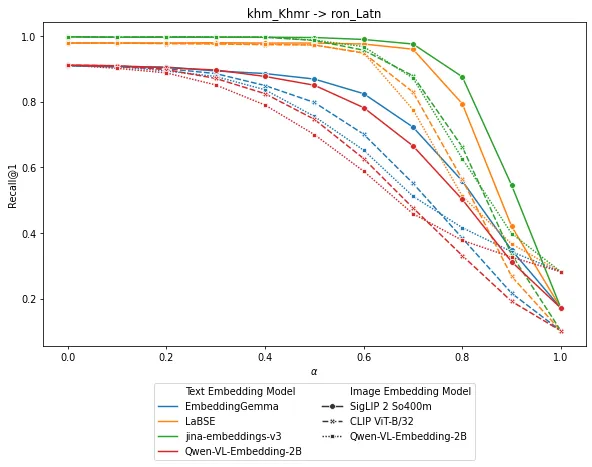 khm_Khmr -> ron_Latn
Recall@1
1.0
0.8
0.6
0.4
0.2
0.0 0.2 0.4 0.6 0.8 1.0
α
Text Embedding Model Image Embedding Model
EmbeddingGemma SigLIP 2 So400m
LaBSE CLIP ViT-B/32
jina-embeddings-v3 Qwen-VL-Embedding-2B
Qwen-VL-Embedding-2B